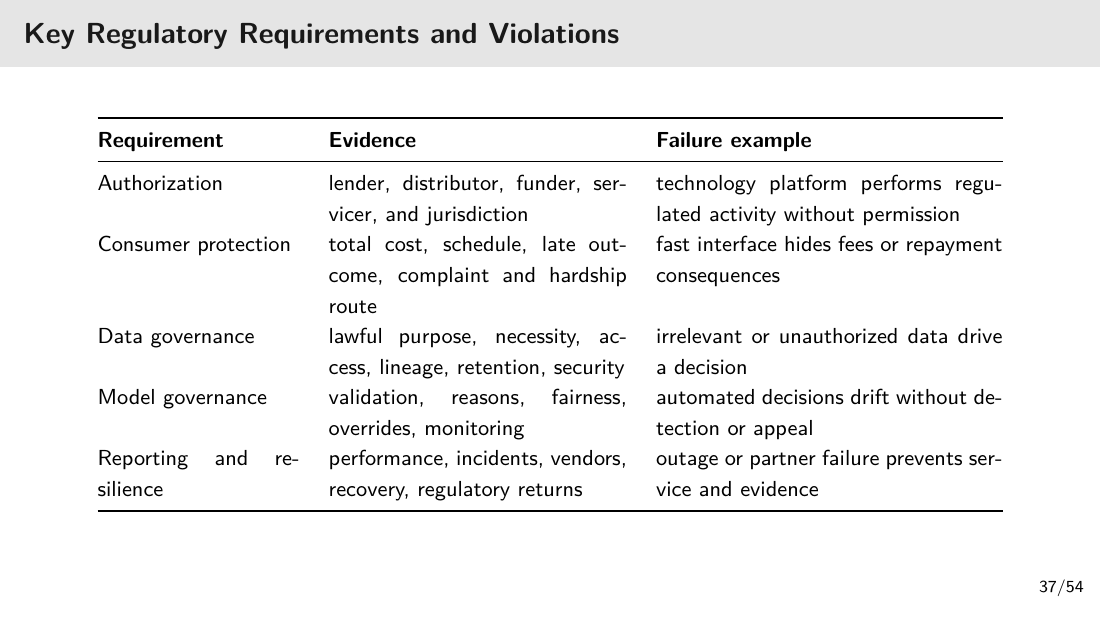 Key Regulatory Requirements and Violations
Requirement Evidence Failure example
Authorization lender, distributor, funder, ser- technology platform performs regu-
vicer, and jurisdiction lated activity without permission
Consumer protection total cost, schedule, late out- fast interface hides fees or repayment
come, complaint and hardship consequences
route
Data governance lawful purpose, necessity, ac- irrelevant or unauthorized data drive
cess, lineage, retention, security a decision
Model governance validation, reasons, fairness, automated decisions drift without de-
overrides, monitoring tection or appeal
Reporting and re- performance, incidents, vendors, outage or partner failure prevents ser-
silience recovery, regulatory returns vice and evidence
37/54